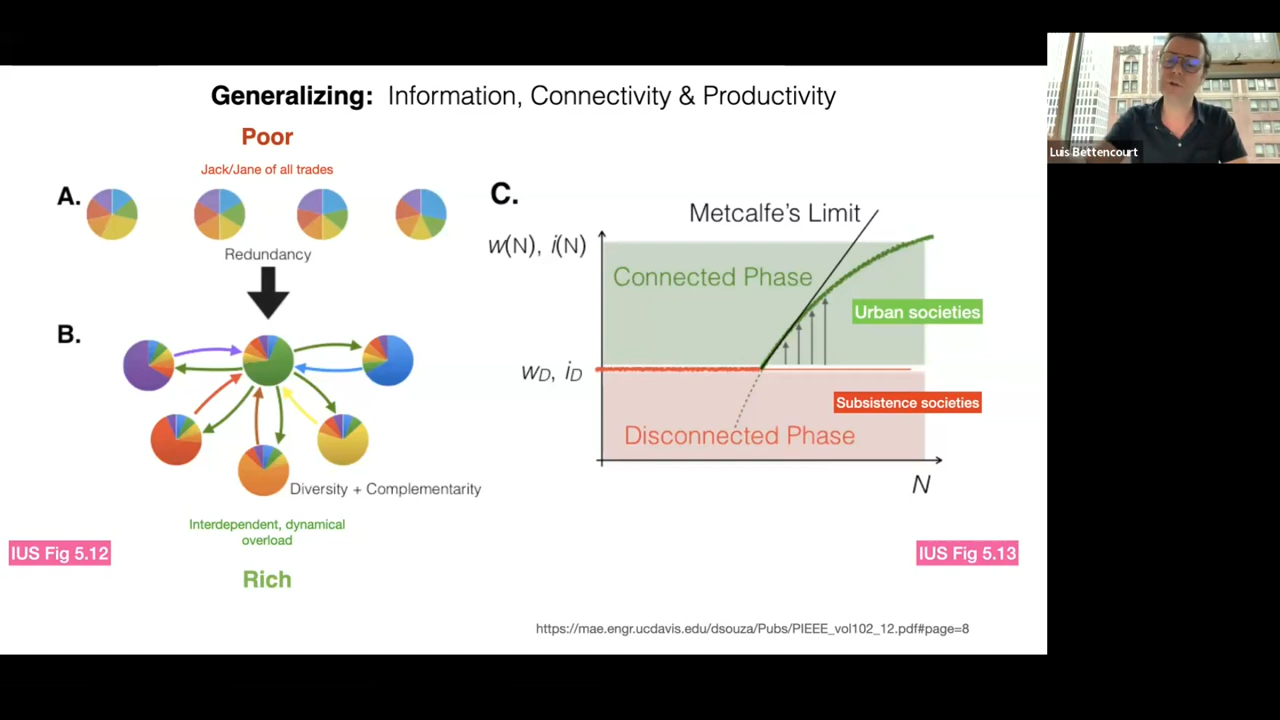 Generalizing: Information, Connectivity & Productivity
Poor
Jack/Jane of all trades
A.
Redundancy
B.
Diversity + Complementarity
Interdependent, dynamical
overload
Rich
IUS Fig 5.12
C.
Metcalfe's Limit
w(N), i(N)
Connected Phase
Urban societies
wD, iD
Subsistence societies
Disconnected Phase
N
IUS Fig 5.13
https://mae.engr.ucdavis.edu/dsouza/Pubs/PIEEE_vol102_12.pdf#page=8
Luis Bettencourt